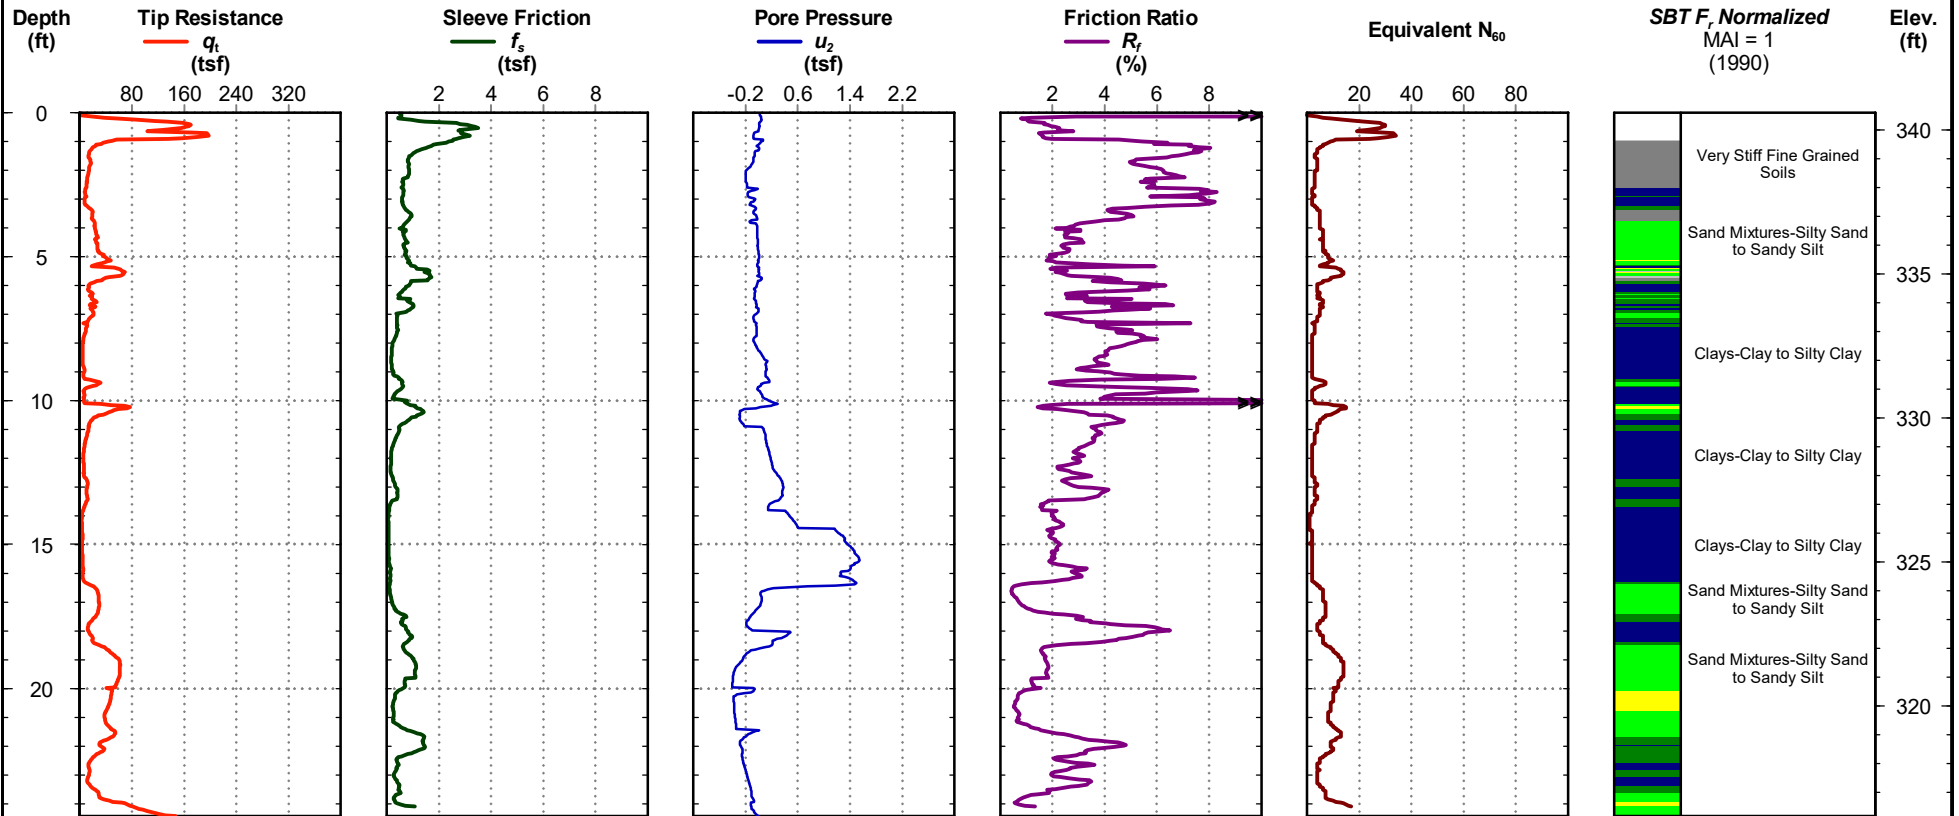 Depth
(ft)
Tip Resistance
qt
(tsf)
Sleeve Friction
fs
(tsf)
Pore Pressure
u2
(tsf)
Friction Ratio
Rf
(%)
Equivalent N60
SBT Fr Normalized
MAI = 1
(1990)
Elev.
(ft)
80 160 240 320
2 4 6 8
-0.2 0.6 1.4 2.2
2 4 6 8
20 40 60 80
0
5
10
15
20
Very Stiff Fine Grained
Soils
Sand Mixtures-Silty Sand
to Sandy Silt
Clays-Clay to Silty Clay
Clays-Clay to Silty Clay
Clays-Clay to Silty Clay
Sand Mixtures-Silty Sand
to Sandy Silt
Sand Mixtures-Silty Sand
to Sandy Silt
340
335
330
325
320